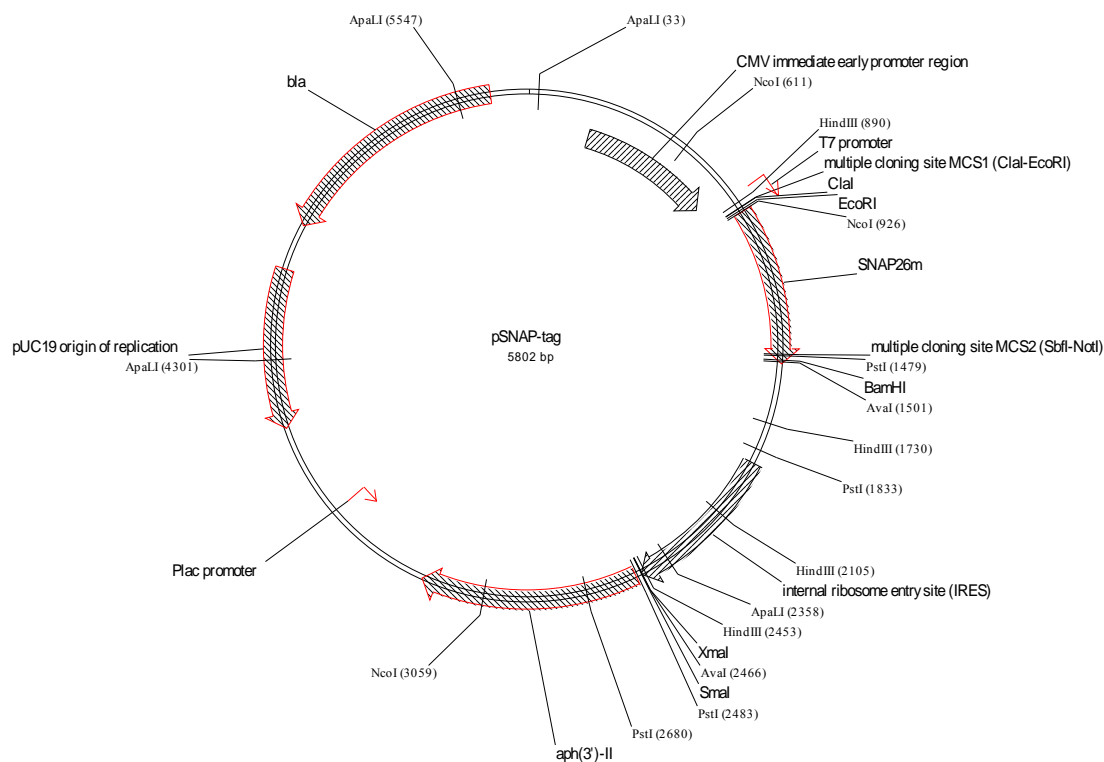 ApaLI (5547)
ApaLI (33)
CMV immediate early promoter region
NcoI (611)
bla
HindIII (890)
T7 promoter
multiple cloning site MCS1 (ClaI-EcoRI)
ClaI
EcoRI
NcoI (926)
SNAP26m
pSNAP-tag
5802 bp
pUC19 origin of replication
ApaLI (4301)
multiple cloning site MCS2 (SbfI-NotI)
PstI (1479)
BamHI
AvaI (1501)
HindIII (1730)
PstI (1833)
Plac promoter
HindIII (2105)
internal ribosome entry site (IRES)
ApaLI (2358)
HindIII (2453)
XmaI
NcoI (3059)
AvaI (2466)
SmaI
PstI (2483)
PstI (2680)
aph(3')-II